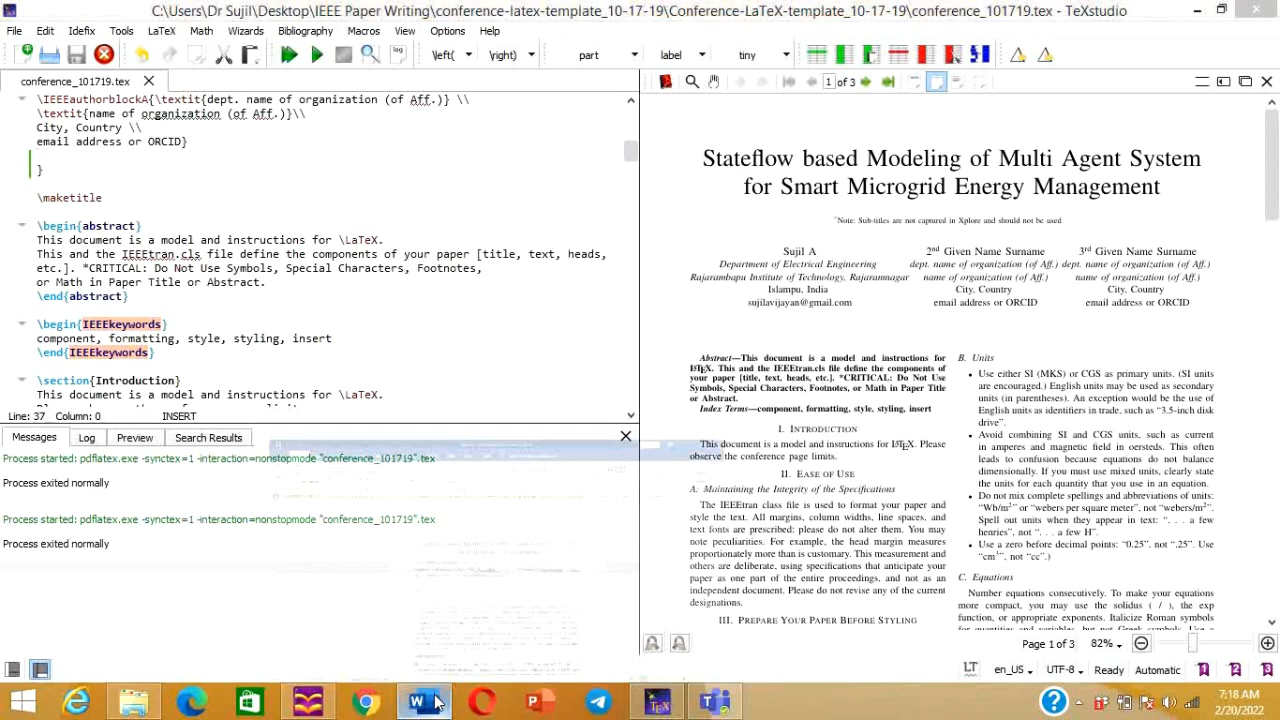 C:\Users\Dr Sujil\Desktop\IEEE Paper Writing\Conference-LaTex-template_10-17-19\Conference-LaTex-template_10-17-19\conference_101719.tex - TeXstudio
File Edit Idefix Tools LaTeX Math Wizards Bibliography Macros View Options Help
\left( \right) part label tiny
conference_101719.tex
1 of 3
\IEEEauthorblockA{\textit{dept. name of organization (of Aff.)} \\
\textit{name of organization (of Aff.)}\\
City, Country \\
email address or ORCID}
}
\maketitle
\begin{abstract}
This document is a model and instructions for \LaTeX.
This and the IEEEtran.cls file define the components of your paper [title, text, heads,
etc.]. *CRITICAL: Do Not Use Symbols, Special Characters, Footnotes,
or Math in Paper Title or Abstract.
\end{abstract}
\begin{IEEEkeywords}
component, formatting, style, styling, insert
\end{IEEEkeywords}
\section{Introduction}
This document is a model and instructions for \LaTeX.
Line: 37 Column: 0 INSERT
Messages Log Preview Search Results
Process started: pdflatex.exe -synctex=1 -interaction=nonstopmode "conference_101719".tex
Process exited normally
Process started: pdflatex.exe -synctex=1 -interaction=nonstopmode "conference_101719".tex
Process exited normally
Stateflow based Modeling of Multi Agent System
for Smart Microgrid Energy Management
*Note: Sub-titles are not captured in Xplore and should not be used
Sujil A
Department of Electrical Engineering
Rajarambapu Institute of Technology, Rajaramnagar
Islampu, India
sujilavijayan@gmail.com
2nd Given Name Surname
dept. name of organization (of Aff.)
name of organization (of Aff.)
City, Country
email address or ORCID
3rd Given Name Surname
dept. name of organization (of Aff.)
name of organization (of Aff.)
City, Country
email address or ORCID
Abstract—This document is a model and instructions for
LATEX. This and the IEEEtran.cls file define the components of
your paper [title, text, heads, etc.]. *CRITICAL: Do Not Use
Symbols, Special Characters, Footnotes, or Math in Paper Title
or Abstract.
Index Terms—component, formatting, style, styling, insert
I. INTRODUCTION
This document is a model and instructions for LATEX. Please
observe the conference page limits.
II. EASE OF USE
A. Maintaining the Integrity of the Specifications
The IEEEtran class file is used to format your paper and
style the text. All margins, column widths, line spaces, and
text fonts are prescribed; please do not alter them. You may
note peculiarities. For example, the head margin measures
proportionately more than is customary. This measurement and
others are deliberate, using specifications that anticipate your
paper as one part of the entire proceedings, and not as an
independent document. Please do not revise any of the current
designations.
III. PREPARE YOUR PAPER BEFORE STYLING
B. Units
• Use either SI (MKS) or CGS as primary units. (SI units
are encouraged.) English units may be used as secondary
units (in parentheses). An exception would be the use of
English units as identifiers in trade, such as “3.5-inch disk
drive”.
• Avoid combining SI and CGS units, such as current
in amperes and magnetic field in oersteds. This often
leads to confusion because equations do not balance
dimensionally. If you must use mixed units, clearly state
the units for each quantity that you use in an equation.
• Do not mix complete spellings and abbreviations of units:
“Wb/m2” or “webers per square meter”, not “webers/m2”.
Spell out units when they appear in text: “. . . a few
henries”, not “. . . a few H”.
• Use a zero before decimal points: “0.25”, not “.25”. Use
“cm3”, not “cc”.)
C. Equations
Number equations consecutively. To make your equations
more compact, you may use the solidus ( / ), the exp
function, or appropriate exponents. Italicize Roman symbols
Page 1 of 3 82%
LT en_US UTF-8 Ready Automatic 1 2 3
7:18 AM
2/20/2022